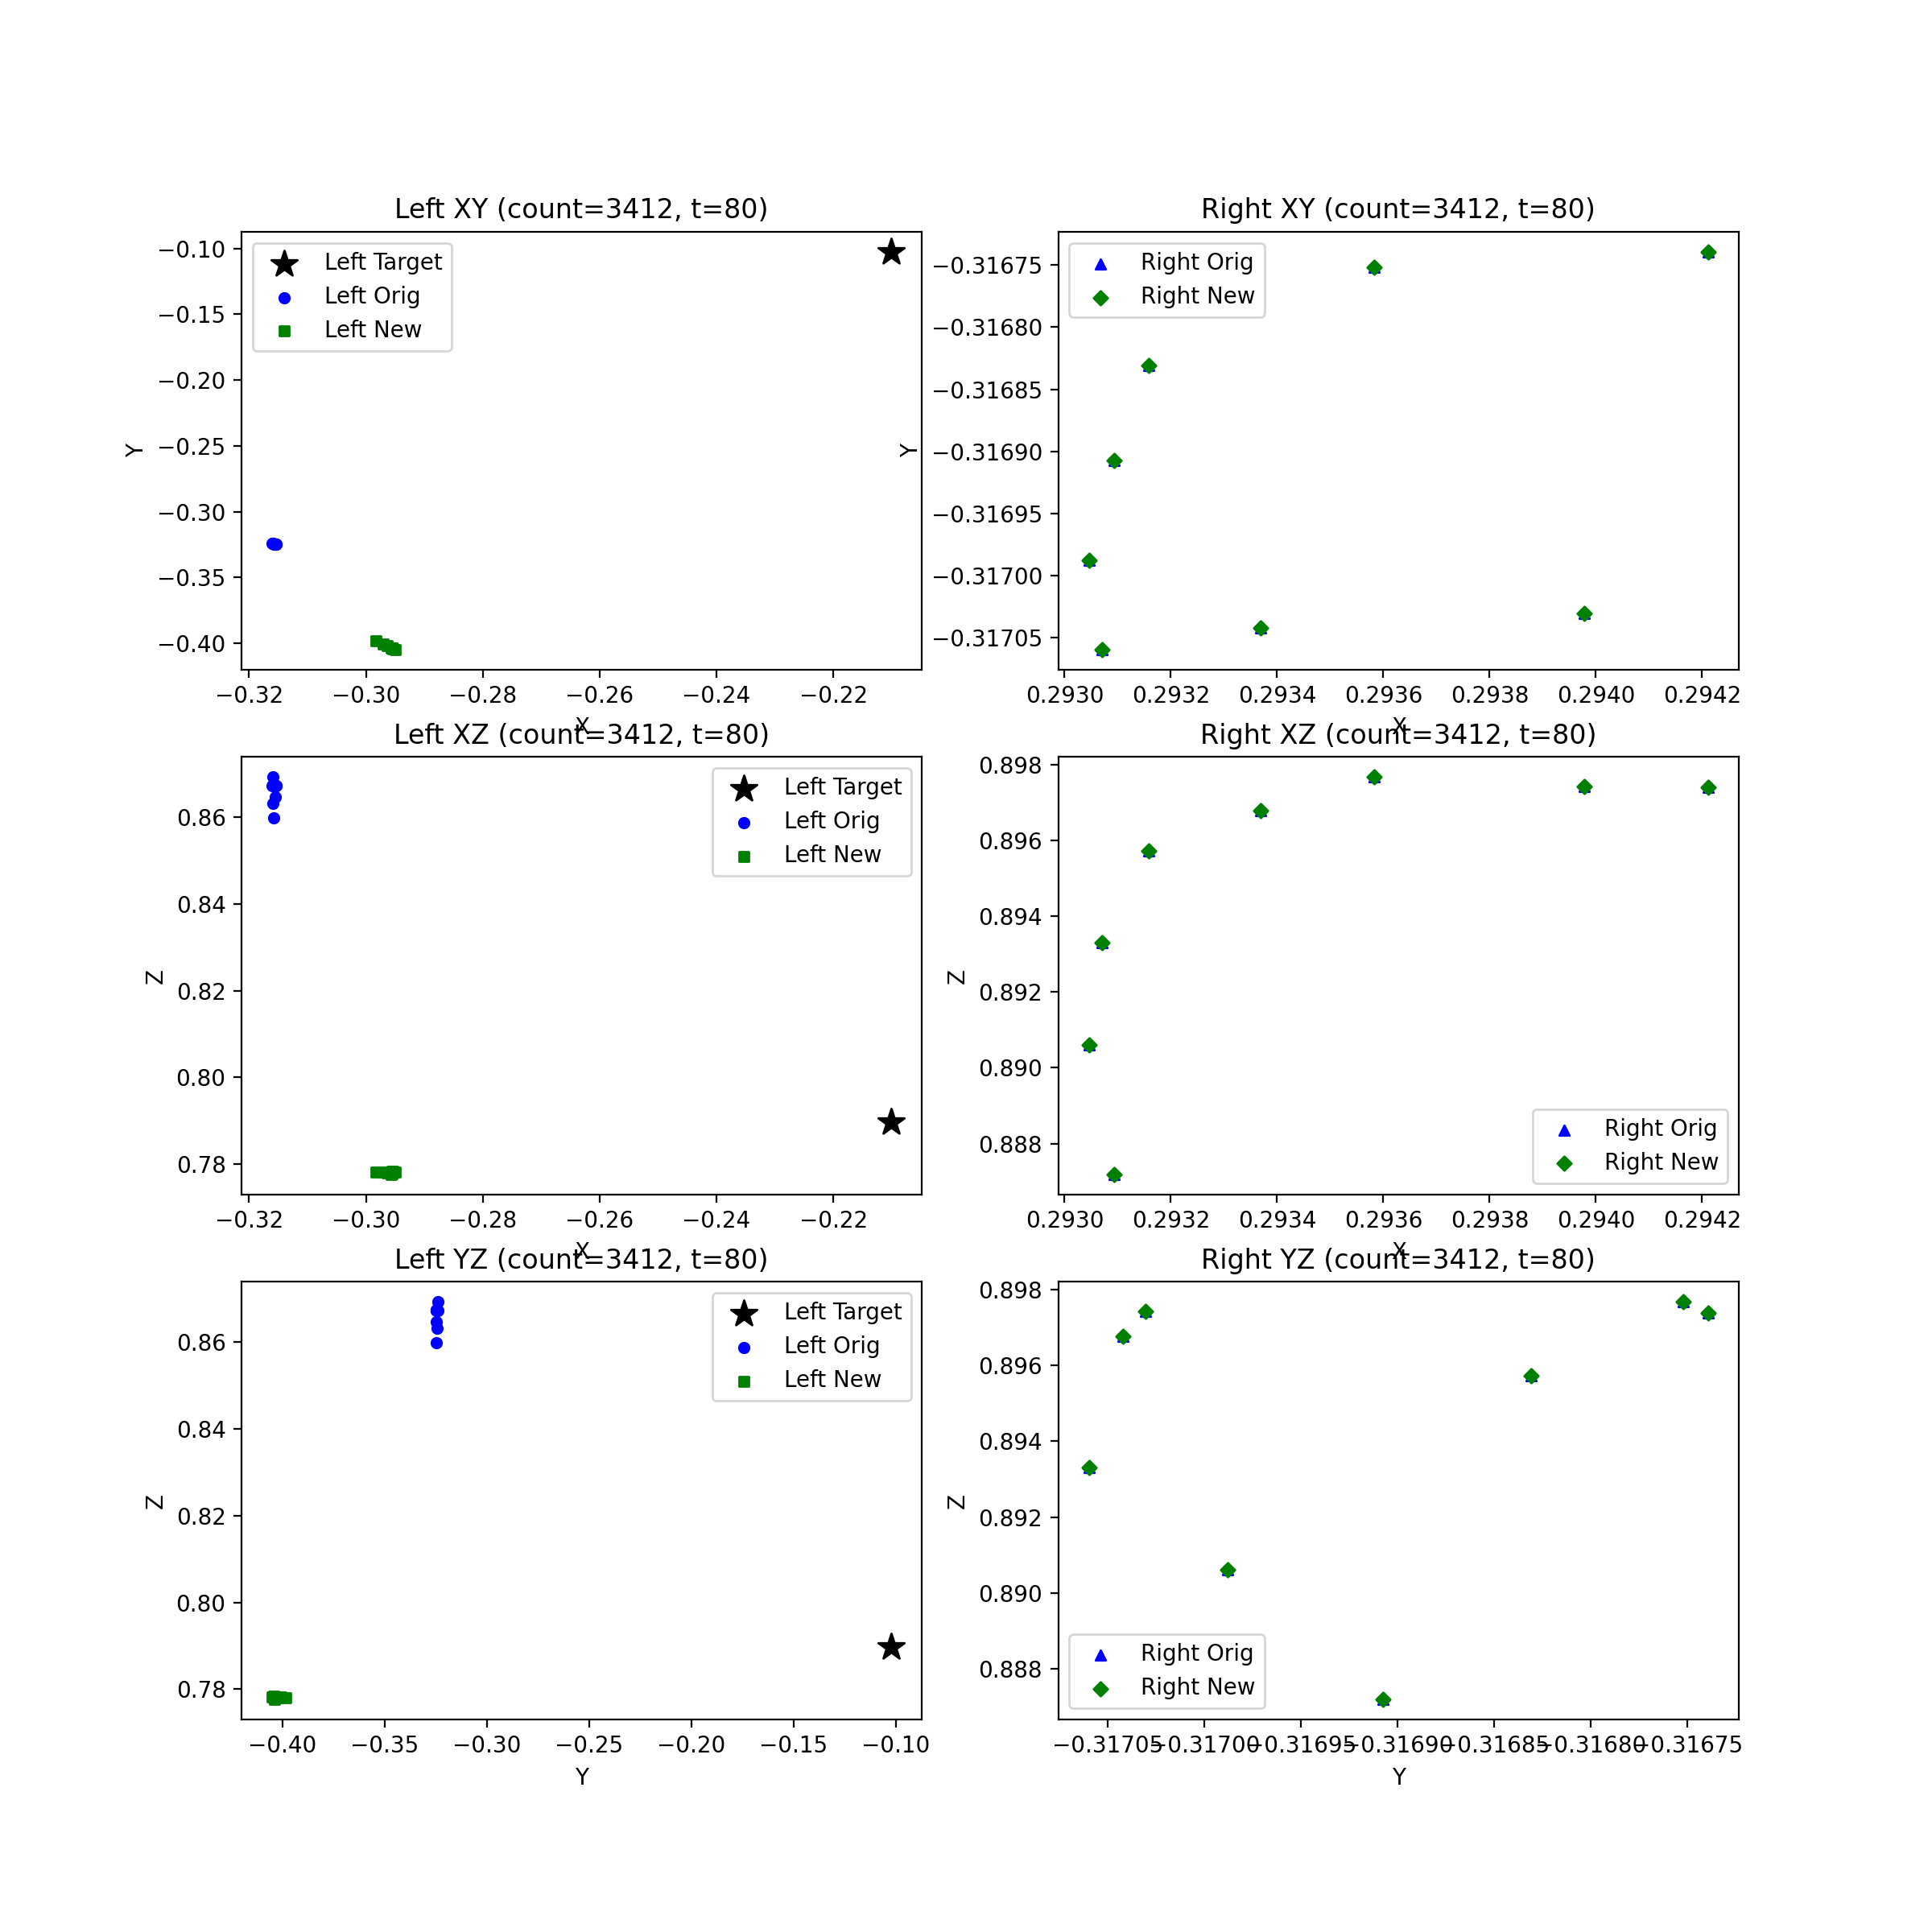 Left XY (count=3412, t=80)
Left Target
Left Orig
Left New
−0.10
−0.15
−0.20
−0.25
−0.30
−0.35
−0.40
Y
−0.32 −0.30 −0.28 −0.26 −0.24 −0.22
X
Right XY (count=3412, t=80)
Right Orig
Right New
−0.31675
−0.31680
−0.31685
−0.31690
−0.31695
−0.31700
−0.31705
Y
0.2930 0.2932 0.2934 0.2936 0.2938 0.2940 0.2942
X
Left XZ (count=3412, t=80)
Left Target
Left Orig
Left New
0.86
0.84
0.82
0.80
0.78
Z
−0.32 −0.30 −0.28 −0.26 −0.24 −0.22
X
Right XZ (count=3412, t=80)
0.898
0.896
0.894
0.892
0.890
0.888
Z
Right Orig
Right New
0.2930 0.2932 0.2934 0.2936 0.2938 0.2940 0.2942
X
Left YZ (count=3412, t=80)
Left Target
Left Orig
Left New
0.86
0.84
0.82
0.80
0.78
Z
−0.40 −0.35 −0.30 −0.25 −0.20 −0.15 −0.10
Y
Right YZ (count=3412, t=80)
0.898
0.896
0.894
0.892
0.890
0.888
Z
Right Orig
Right New
−0.31705 −0.31700 −0.31695 −0.31690 −0.31685 −0.31680 −0.31675
Y